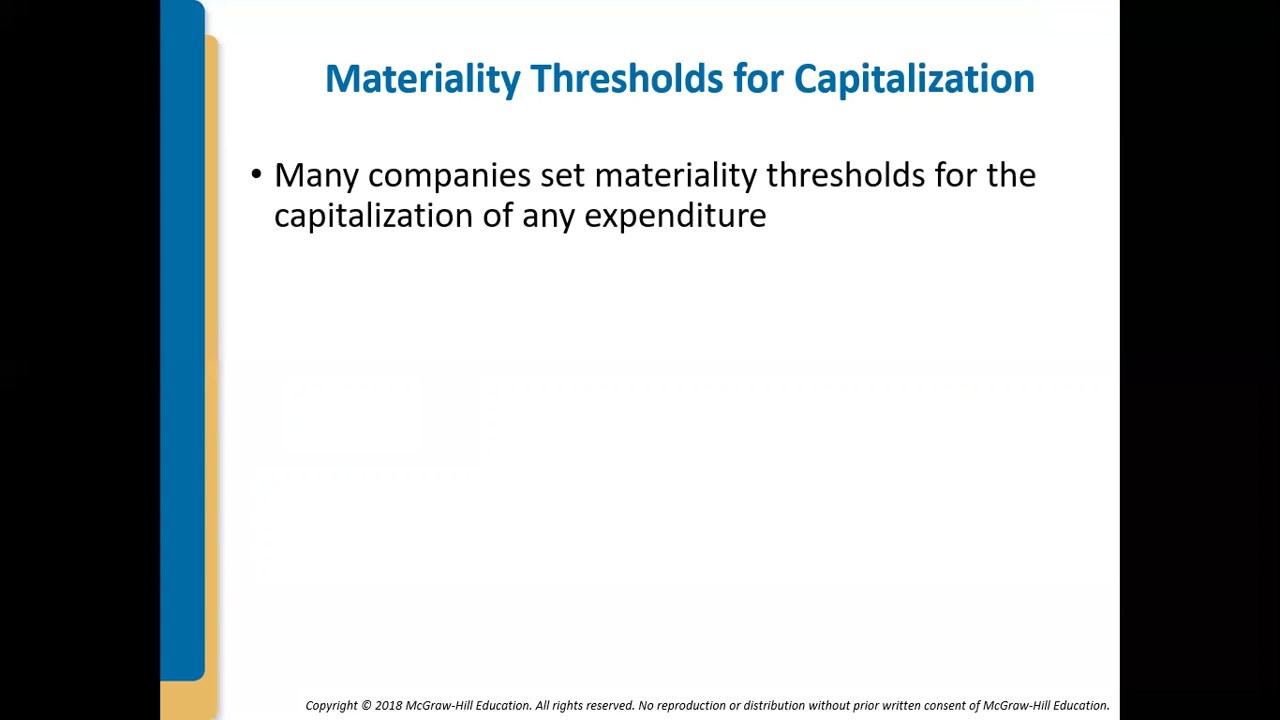 Materiality Thresholds for Capitalization
• Many companies set materiality thresholds for the
capitalization of any expenditure
Copyright © 2018 McGraw-Hill Education. All rights reserved. No reproduction or distribution without prior written consent of McGraw-Hill Education.